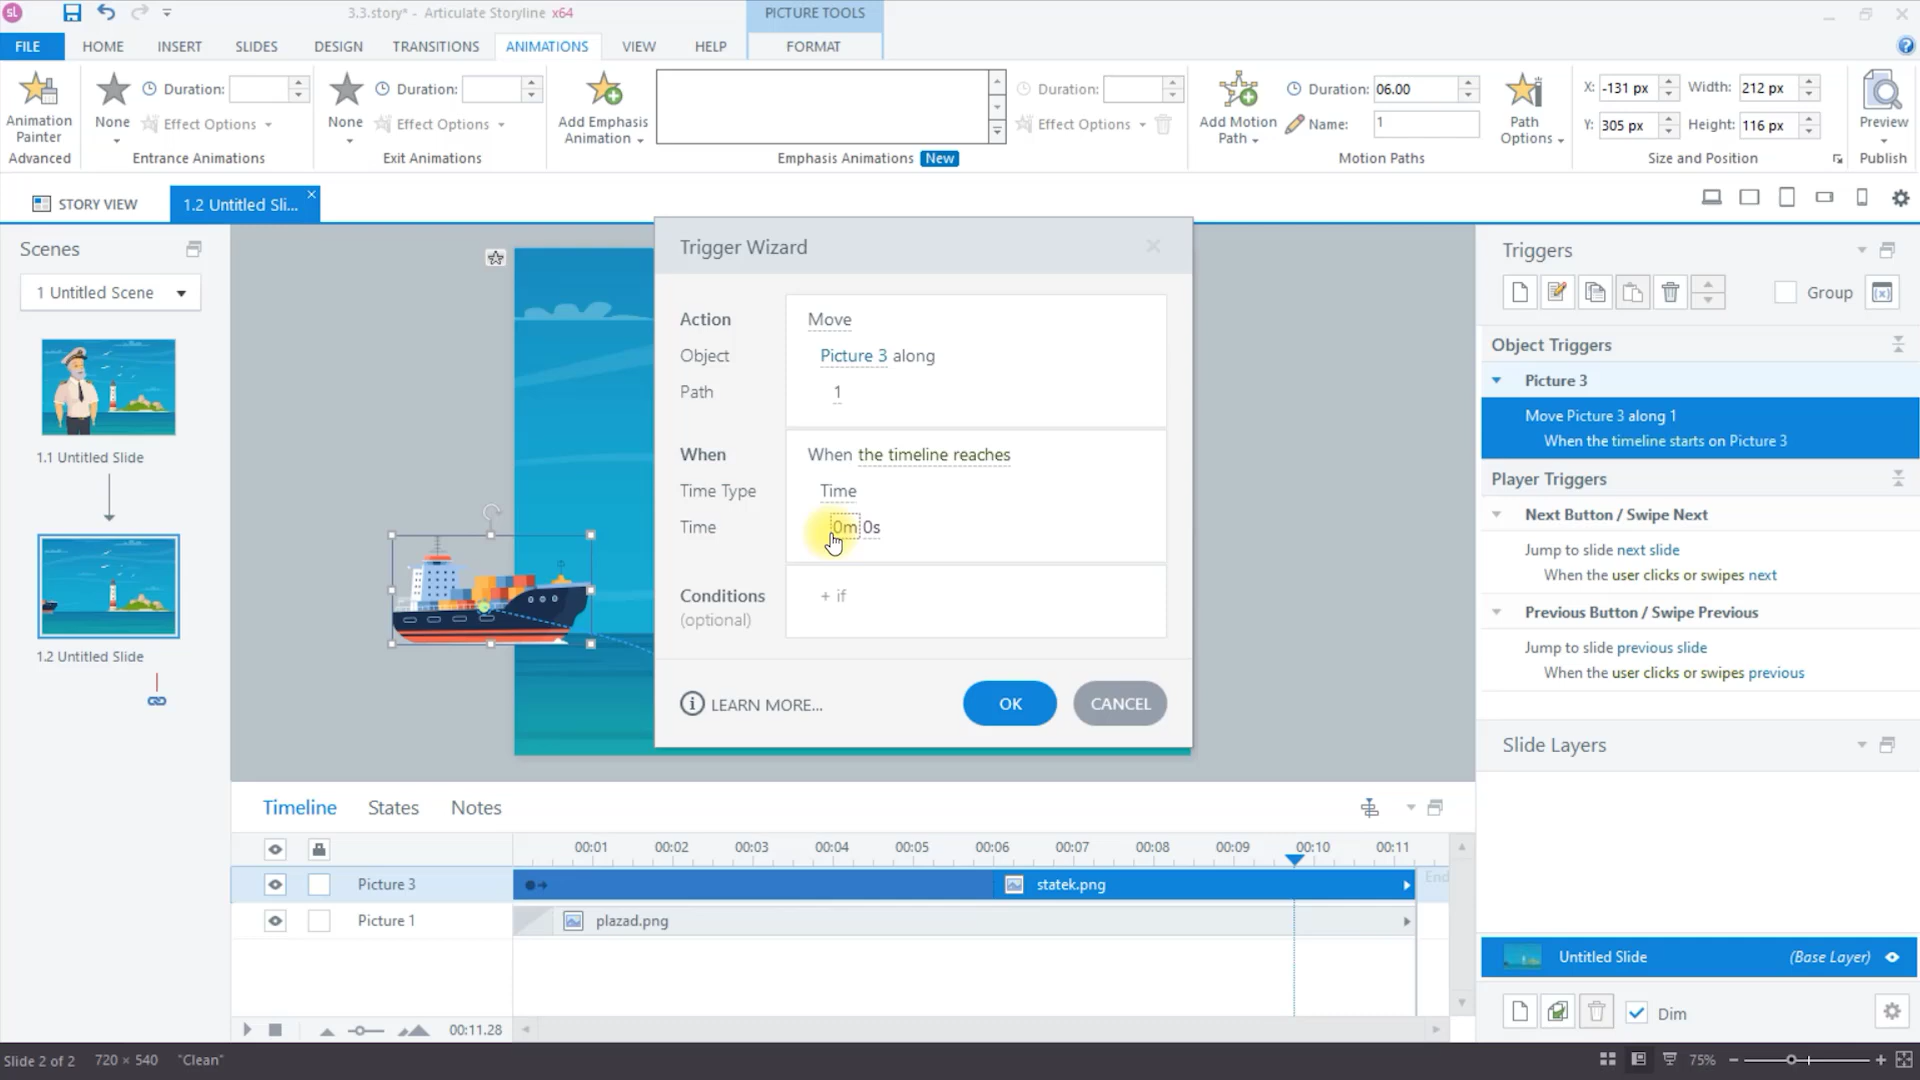 sl
3.3.story* - Articulate Storyline x64
PICTURE TOOLS
FILE HOME INSERT SLIDES DESIGN TRANSITIONS ANIMATIONS VIEW HELP FORMAT
Animation Painter
Advanced
None
Duration:
Effect Options
Entrance Animations
None
Duration:
Effect Options
Exit Animations
Add Emphasis Animation
Duration:
Effect Options
Emphasis Animations New
Add Motion Path
Duration: 06.00
Name: 1
Path Options
Motion Paths
X: -131 px Width: 212 px
Y: 305 px Height: 116 px
Size and Position
Preview
Publish
STORY VIEW
1.2 Untitled Sli...
Scenes
1 Untitled Scene
1.1 Untitled Slide
1.2 Untitled Slide
Trigger Wizard
Action Move
Object Picture 3 along
Path 1
When When the timeline reaches
Time Type Time
Time 0m 0s
Conditions + if
(optional)
LEARN MORE...
OK
CANCEL
Triggers
Group
(x)
Object Triggers
Picture 3
Move Picture 3 along 1
When the timeline starts on Picture 3
Player Triggers
Next Button / Swipe Next
Jump to slide next slide
When the user clicks or swipes next
Previous Button / Swipe Previous
Jump to slide previous slide
When the user clicks or swipes previous
Slide Layers
Untitled Slide (Base Layer)
Dim
Timeline States Notes
00:01 00:02 00:03 00:04 00:05 00:06 00:07 00:08 00:09 00:10 00:11
Picture 3 statek.png End
Picture 1 plazad.png
00:11.28
Slide 2 of 2 720 × 540 "Clean" 75%